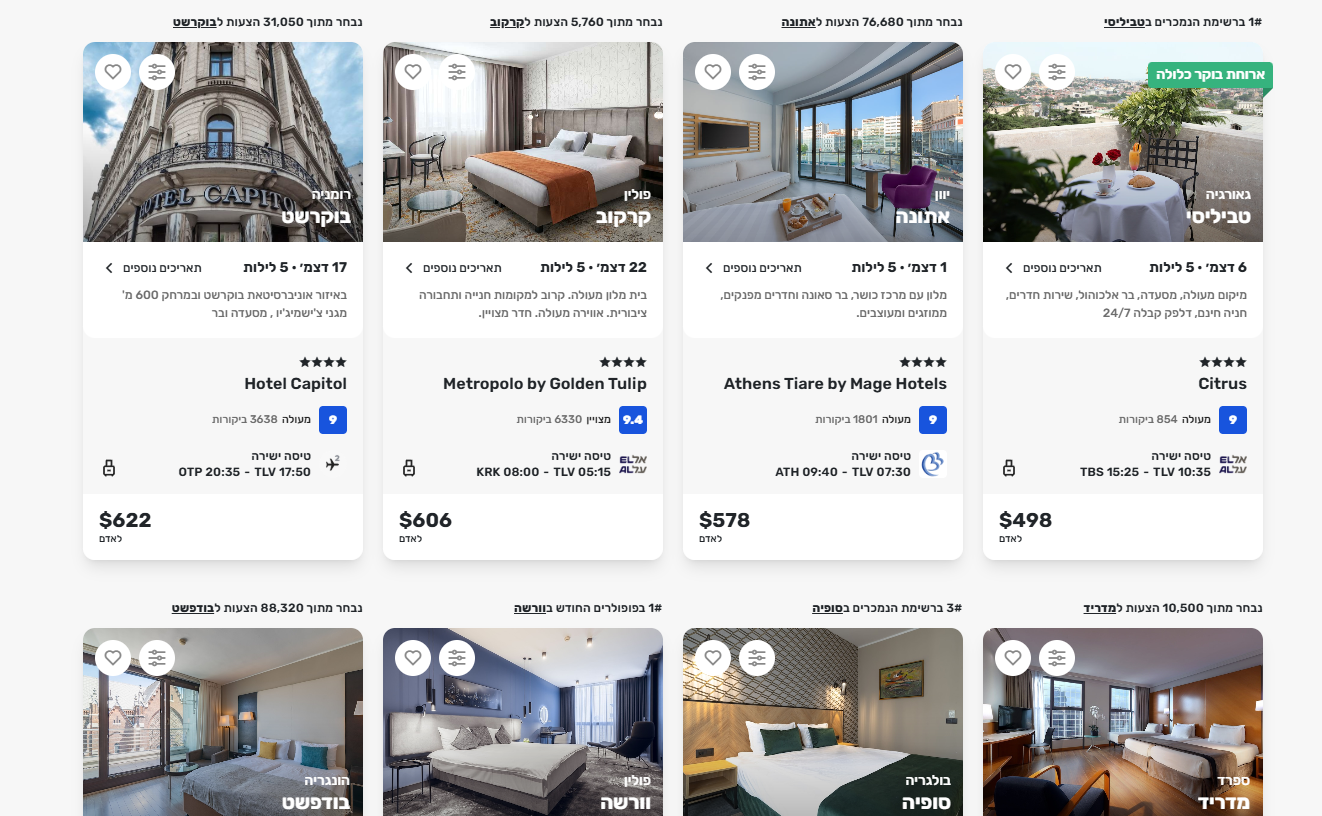 #1 ברשימת הנמכרים בטביליסי
ארוחת בוקר כלולה
גאורגיה
טביליסי
6 דצמ׳ • 5 לילות
תאריכים נוספים
מיקום מעולה, מסעדה, בר אלכוהול, שירות חדרים,
חניה חינם, דלפק קבלה 24/7
Citrus
9
מעולה 854 ביקורות
EL AL אל על
טיסה ישירה
TBS 15:25 - TLV 10:35
$498
לאדם
נבחר מתוך 76,680 הצעות לאתונה
יוון
אתונה
1 דצמ׳ • 5 לילות
תאריכים נוספים
מלון עם מרכז כושר, בר סאונה וחדרים מפנקים,
ממוזגים ומעוצבים.
Athens Tiare by Mage Hotels
9
מעולה 1801 ביקורות
טיסה ישירה
ATH 09:40 - TLV 07:30
$578
לאדם
נבחר מתוך 5,760 הצעות לקרקוב
פולין
קרקוב
22 דצמ׳ • 5 לילות
תאריכים נוספים
בית מלון מעולה. קרוב למקומות חנייה ותחבורה
ציבורית. אווירה מעולה. חדר מצויין.
Metropolo by Golden Tulip
9.4
מצויין 6330 ביקורות
EL AL אל על
טיסה ישירה
KRK 08:00 - TLV 05:15
$606
לאדם
נבחר מתוך 31,050 הצעות לבוקרשט
HOTEL CAPITOL
רומניה
בוקרשט
17 דצמ׳ • 5 לילות
תאריכים נוספים
באיזור אוניברסיטאת בוקרשט ובמרחק 600 מ'
מגני צ'ישמיג'יו , מסעדה ובר
Hotel Capitol
9
מעולה 3638 ביקורות
2
טיסה ישירה
OTP 20:35 - TLV 17:50
$622
לאדם
נבחר מתוך 10,500 הצעות למדריד
ספרד
מדריד
#3 ברשימת הנמכרים בסופיה
בולגריה
סופיה
#1 בפופולרים החודש בוורשה
פולין
וורשה
נבחר מתוך 88,320 הצעות לבודפשט
הונגריה
בודפשט